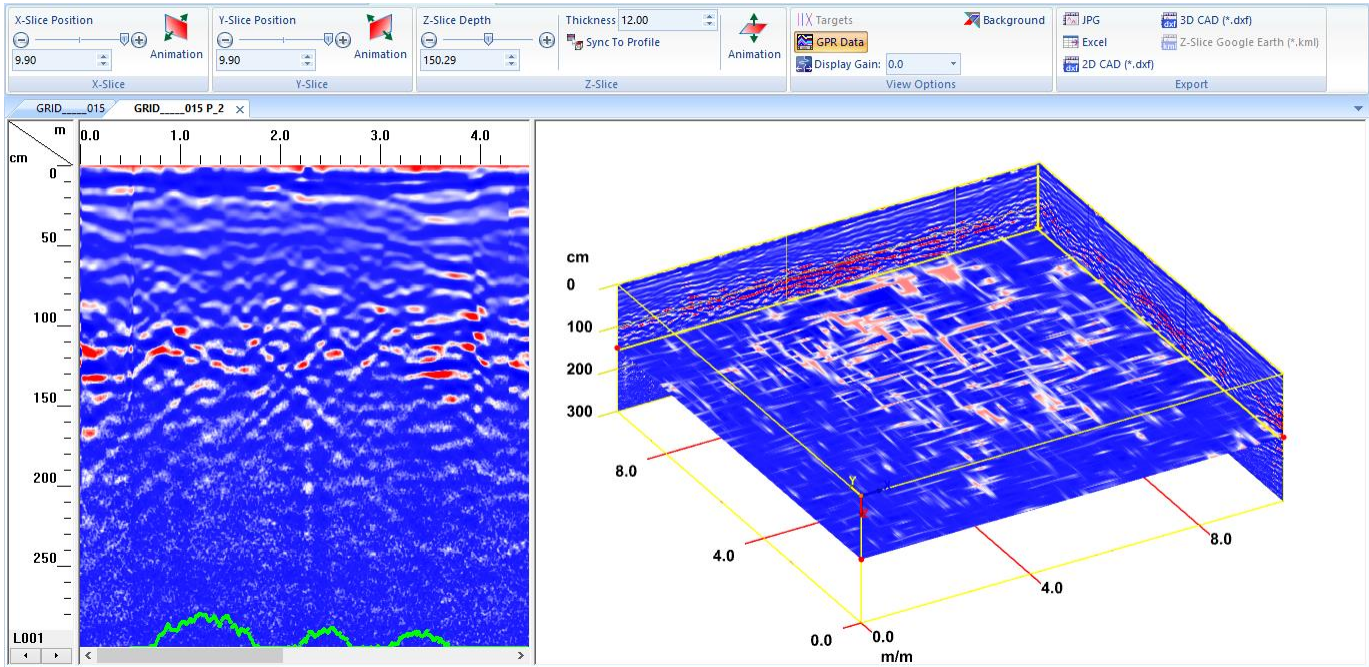 X-Slice Position
9.90
Animation
X-Slice
Y-Slice Position
9.90
Animation
Y-Slice
Z-Slice Depth
150.29
Thickness 12.00
Sync To Profile
Animation
Z-Slice
Targets
Background
GPR Data
Display Gain: 0.0
View Options
JPG
3D CAD (*.dxf)
Excel
Z-Slice Google Earth (*.kml)
2D CAD (*.dxf)
Export
GRID____015
GRID____015 P_2
m
cm
0.0 1.0 2.0 3.0 4.0
0
50
100
150
200
250
L001
cm
0
100
200
300
8.0
4.0
0.0
Y
0.0
4.0
8.0
m/m